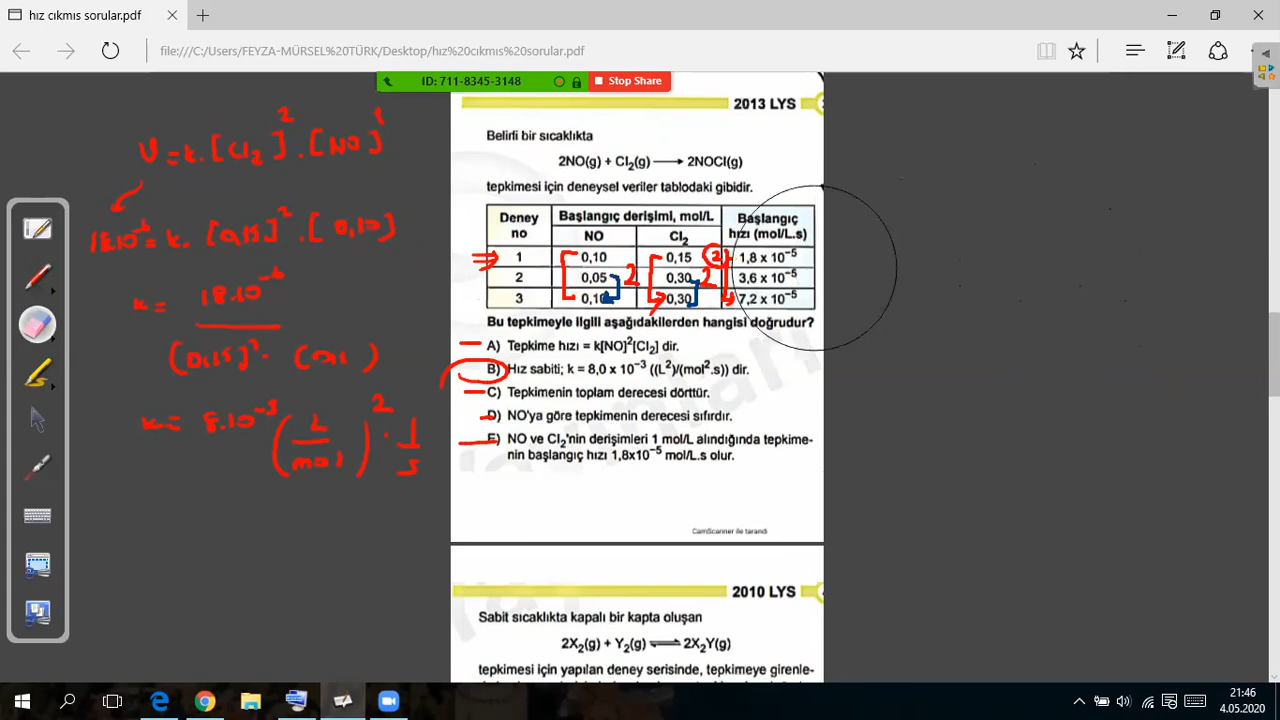 hız cıkmıs sorular.pdf
file:///C:/Users/FEYZA-MÜRSEL%20TÜRK/Desktop/hız%20cıkmıs%20sorular.pdf
ID: 711-8345-3148 Stop Share
2013 LYS
Belirli bir sıcaklıkta
2NO(g) + Cl₂(g) → 2NOCl(g)
tepkimesi için deneysel veriler tablodaki gibidir.
Deney no Başlangıç derişimi, mol/L Başlangıç hızı (mol/L.s)
NO Cl₂
1 0,10 0,15 2 1,8 x 10⁻⁵
2 0,05 2 0,30 2 3,6 x 10⁻⁵
3 0,10 0,30 7,2 x 10⁻⁵
Bu tepkimeyle ilgili aşağıdakilerden hangisi doğrudur?
A) Tepkime hızı = k[NO]²[Cl₂] dir.
B) Hız sabiti; k = 8,0 x 10⁻³ ((L²)/(mol².s)) dir.
C) Tepkimenin toplam derecesi dörttür.
D) NO'ya göre tepkimenin derecesi sıfırdır.
E) NO ve Cl₂'nin derişimleri 1 mol/L alındığında tepkime-
nin başlangıç hızı 1,8x10⁻⁵ mol/L.s olur.
CamScanner ile tarandı
2010 LYS
Sabit sıcaklıkta kapalı bir kapta oluşan
2X₂(g) + Y₂(g) ⇌ 2X₂Y(g)
tepkimesi için yapılan deney serisinde, tepkimeye girenle-
υ = k. [Cl₂]². [NO]¹
18.10⁻⁶ = k. [0,15]². [0,10]
k = 18.10⁻⁶
(0,15)². (0,1)
k = 8.10⁻³ (L/mol)². 1/s
21:46
4.05.2020